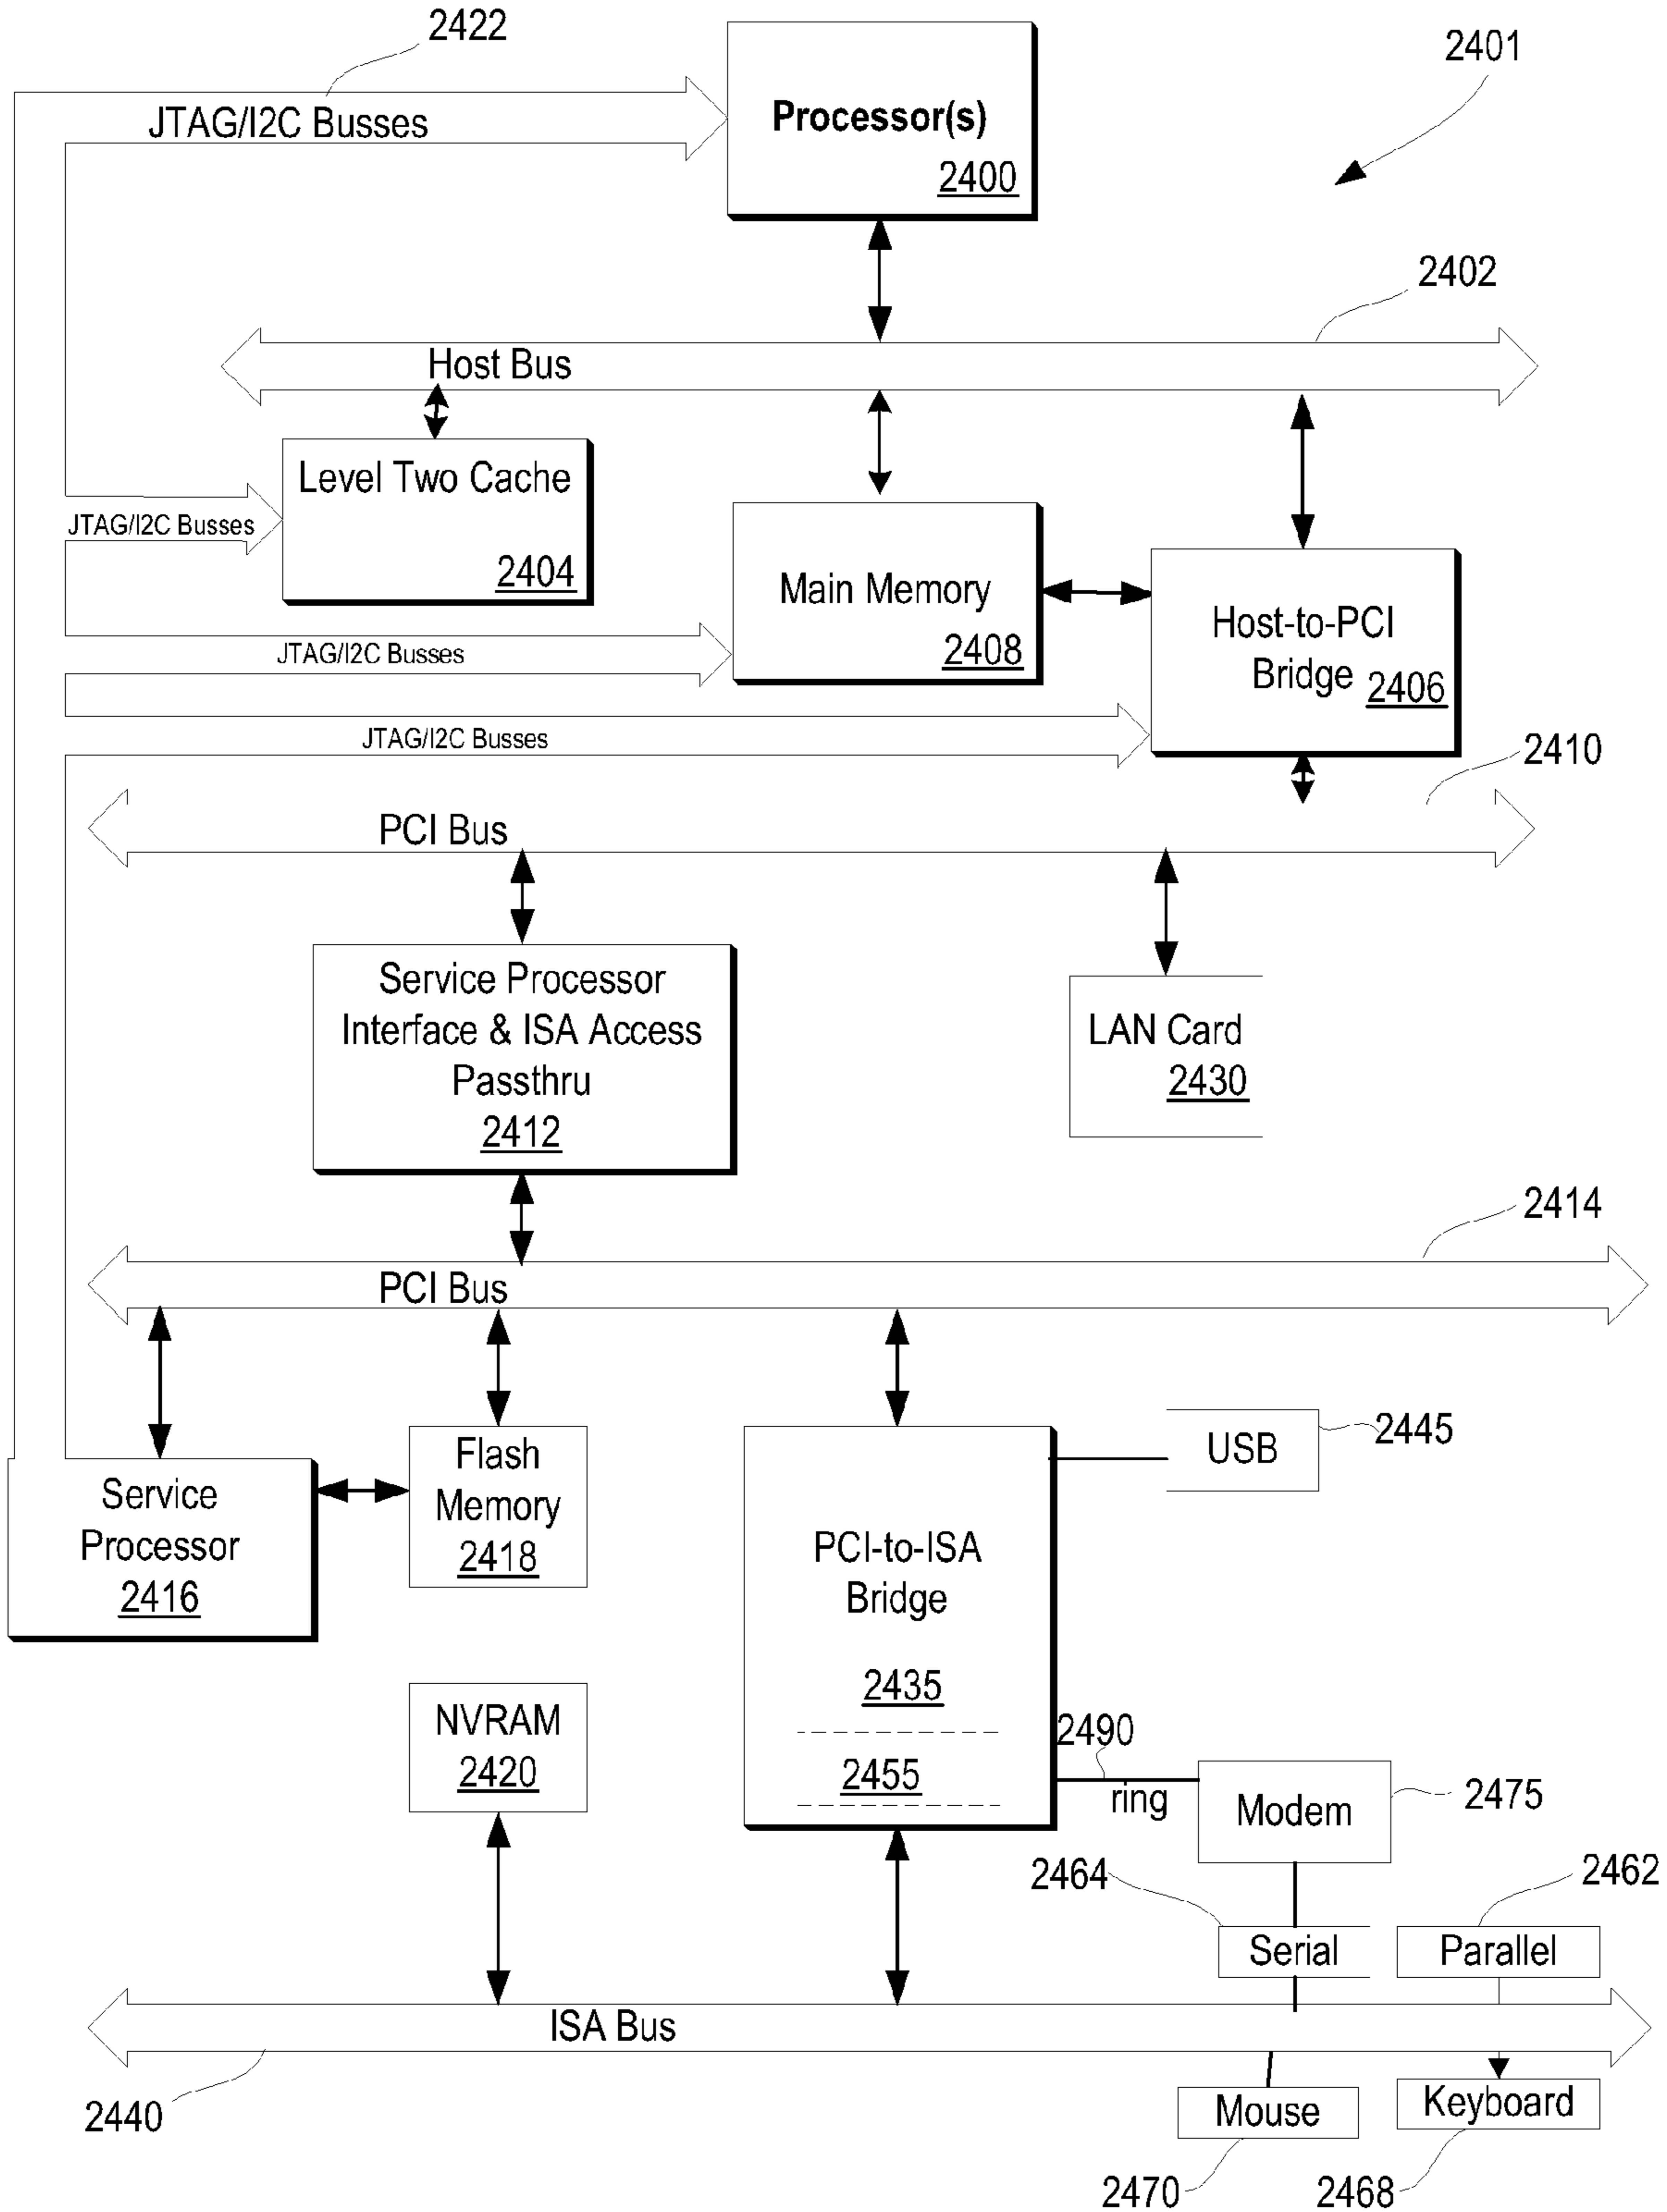 2422
2401
JTAG/I2C Busses
Processor(s)
2400
2402
Host Bus
Level Two Cache
2404
JTAG/I2C Busses
Main Memory
2408
Host-to-PCI
Bridge 2406
JTAG/I2C Busses
JTAG/I2C Busses
2410
PCI Bus
Service Processor
Interface & ISA Access
Passthru
2412
LAN Card
2430
2414
PCI Bus
Service
Processor
2416
Flash
Memory
2418
PCI-to-ISA
Bridge
2435
2455
USB
2445
NVRAM
2420
2490
ring
Modem
2475
2464
2462
Serial
Parallel
ISA Bus
2440
Mouse
Keyboard
2470
2468